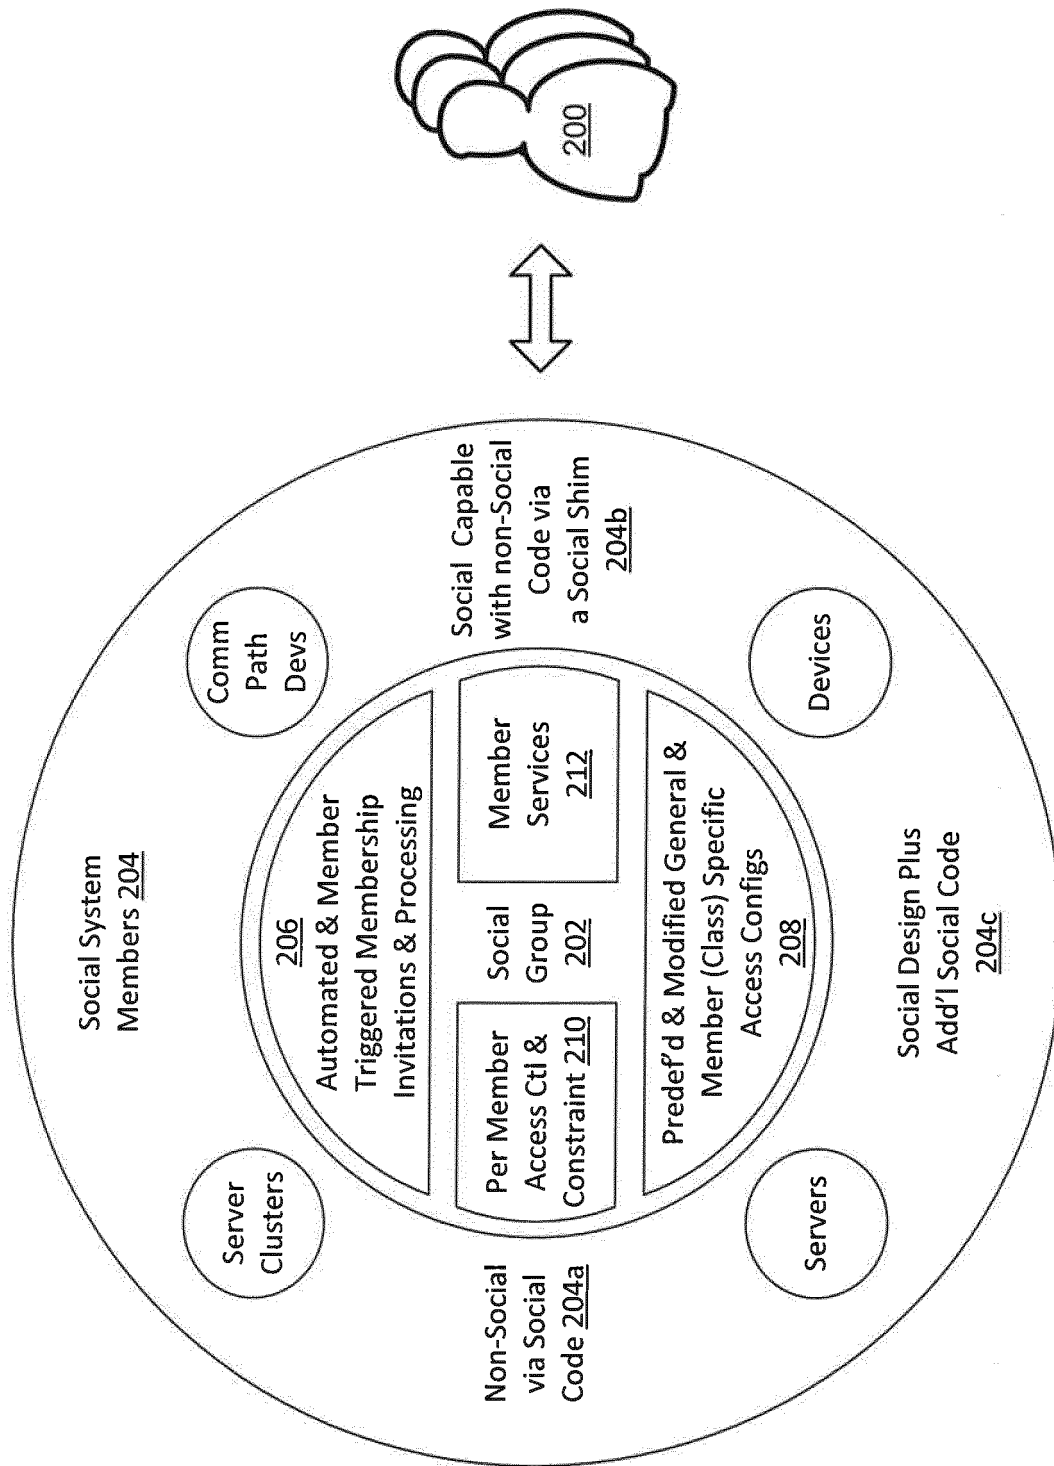 Social System
Members 204
Server
Clusters
Comm
Path
Devs
206
Automated & Member
Triggered Membership
Invitations & Processing
Non-Social
via Social
Code 204a
Per Member
Access Ctl &
Constraint 210
Social
Group
202
Member
Services
212
Social Capable
with non-Social
Code via
a Social Shim
204b
200
Predef'd & Modified General &
Member (Class) Specific
Access Configs
208
Servers
Devices
Social Design Plus
Add'l Social Code
204c